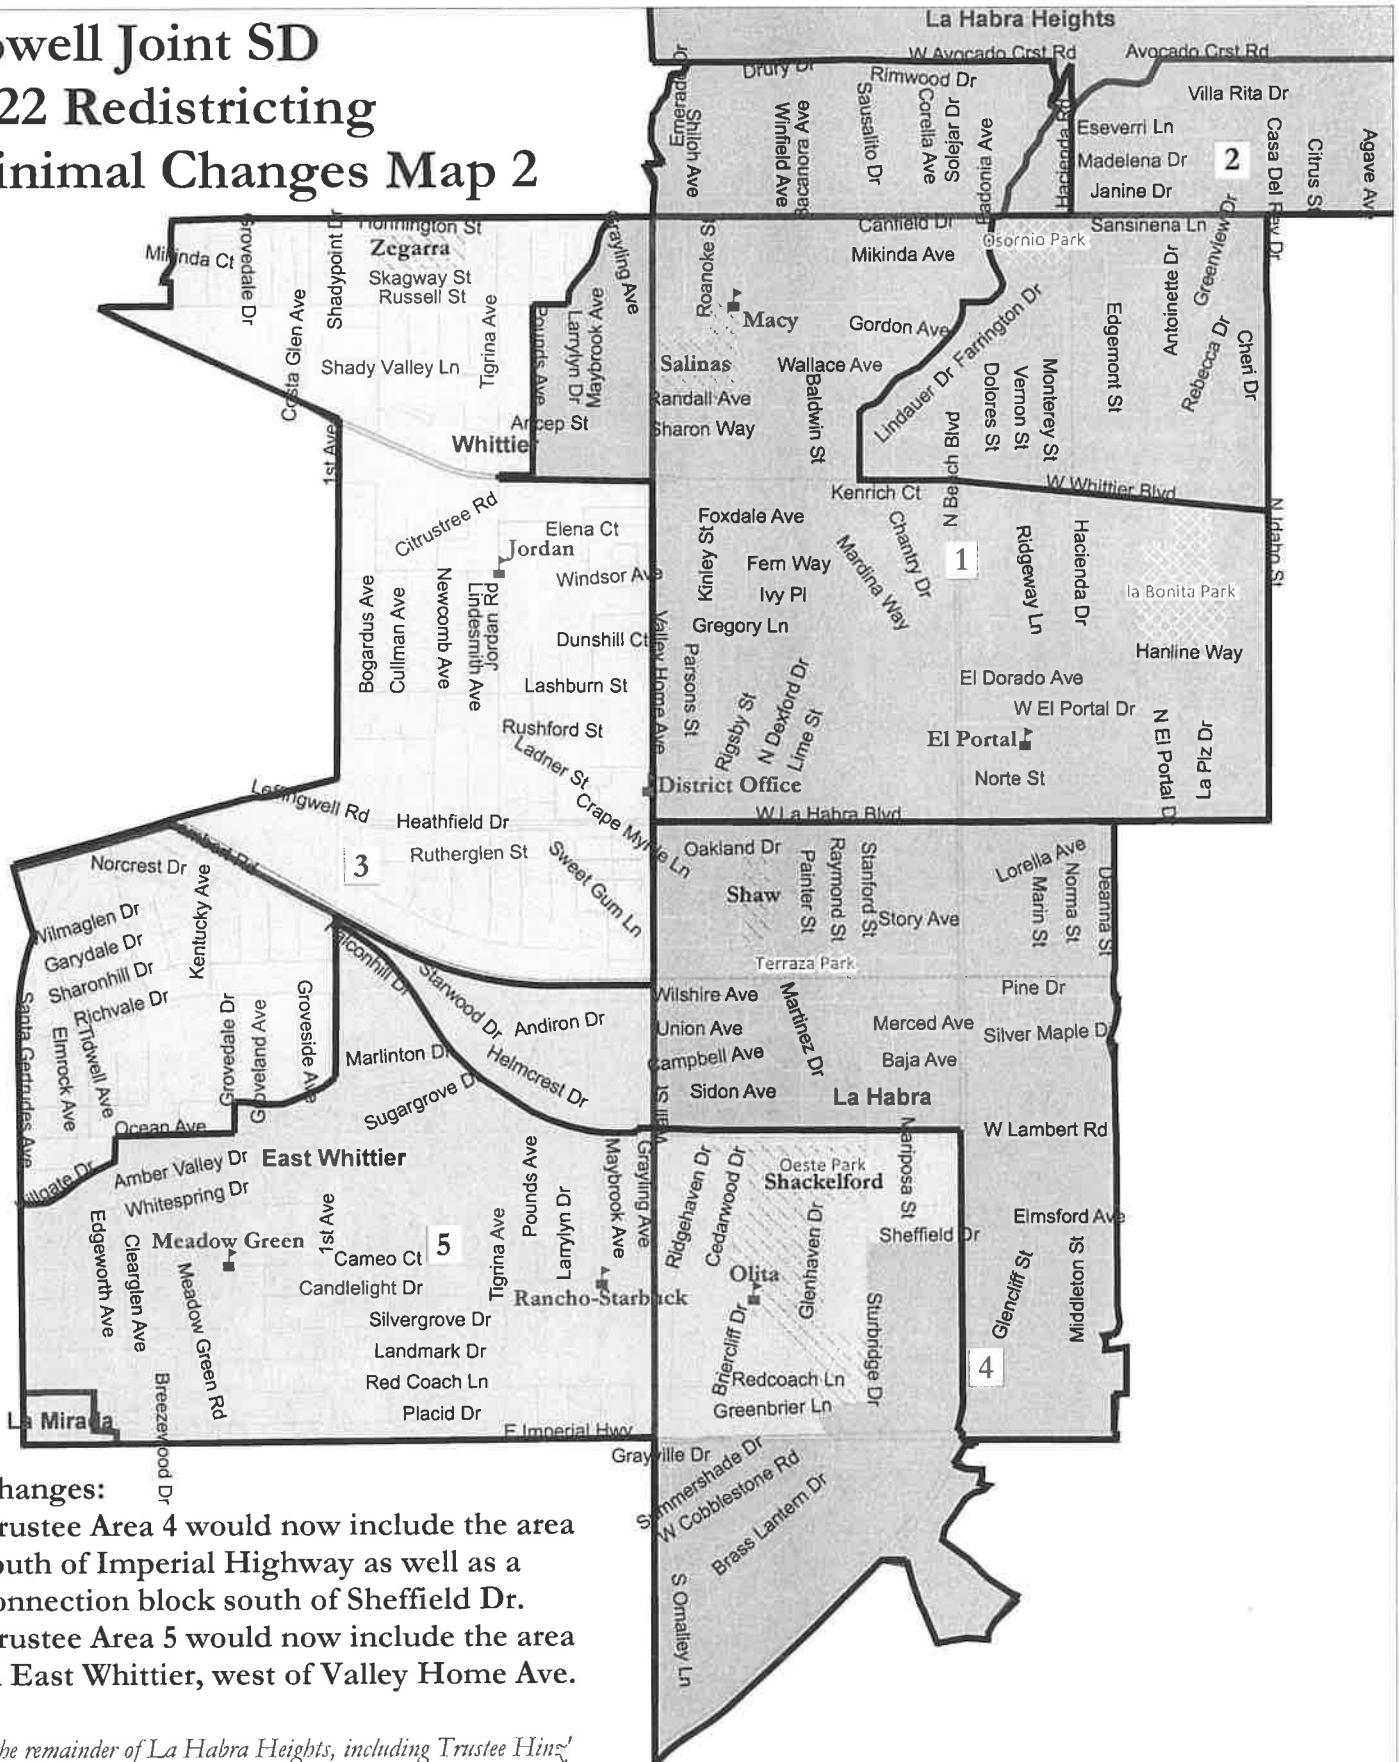 owell Joint SD
22 Redistricting
inimal Changes Map 2
La Habra Heights
W Avocado Crst Rd
Avocado Crst Rd
Emerada Dr
Drury Dr
Rimwood Dr
Villa Rita Dr
Shiloh Ave
Winfield Ave
Bacanora Ave
Sausalito Dr
Corella Ave
Solejar Dr
Fadonia Ave
Hacienda Rd
Eseverri Ln
Madelena Dr
2
Janine Dr
Casa Del Rey Dr
Citrus St
Agave Ave
Honnington St
Zegarra
Mikinda Ct
Grovedale Dr
Shadypoint Dr
Skagway St
Russell St
Costa Glen Ave
Shady Valley Ln
Tigrina Ave
Pounds Ave
Larrylyn Dr
Maybrook Ave
Grayling Ave
Arcep St
Whittier
1st Ave
Roanoke St
Canfield Dr
Mikinda Ave
Osornio Park
Sansinena Ln
Macy
Gordon Ave
Salinas
Wallace Ave
Randall Ave
Sharon Way
Baldwin St
Lindauer Dr
Farrington Dr
Dolores St
Vernon St
Monterey St
Edgemont St
Antoinette Dr
Greenview Dr
Rebecca Dr
Cheri Dr
N Beach Blvd
W Whittier Blvd
N Idaho St
Kenrich Ct
Citrustree Rd
Elena Ct
Jordan
Windsor Ave
Bogardus Ave
Cullman Ave
Newcomb Ave
Lindesmith Ave
Jordan Rd
Dunshill Ct
Lashburn St
Rushford St
Ladner St
Crape Myrtle Ln
Valley Home Ave
Foxdale Ave
Kinley St
Fern Way
Ivy Pl
Gregory Ln
Mardina Way
Chantry Dr
1
Ridgeway Ln
Hacienda Dr
la Bonita Park
Hanline Way
Parsons St
Rigsby St
N Dexford Dr
Lime St
El Dorado Ave
W El Portal Dr
El Portal
Norte St
N El Portal D
La Plz Dr
District Office
W La Habra Blvd
Leffingwell Rd
Heathfield Dr
Rutherglen St
Sweet Gum Ln
3
Lambert Rd
Norcrest Dr
Kentucky Ave
Wilmaglen Dr
Garydale Dr
Sharonhill Dr
Richvale Dr
Santa Gertrudes Ave
Elmrock Ave
Tidwell Ave
Grovedale Dr
Groveland Ave
Groveside Ave
Ocean Ave
Hillgate Dr
Falconhill Dr
Starwood Dr
Andiron Dr
Marlinton Dr
Helmcrest Dr
Sugargrove Dr
Oakland Dr
Shaw
Painter St
Raymond St
Stanford St
Story Ave
Lorella Ave
Marin St
Norma St
Deanna St
Terraza Park
Wilshire Ave
Union Ave
Campbell Ave
Sidon Ave
Martinez Dr
Merced Ave
Baja Ave
Pine Dr
Silver Maple D
La Habra
W Lambert Rd
Amber Valley Dr
East Whittier
Whitespring Dr
Meadow Green
Edgeworth Ave
Clearglen Ave
Meadow Green Rd
1st Ave
Cameo Ct
5
Candlelight Dr
Silvergrove Dr
Landmark Dr
Red Coach Ln
Placid Dr
Tigrina Ave
Pounds Ave
Larrylyn Dr
Maybrook Ave
Grayling Ave
Rancho-Starbuck
E Imperial Hwy
La Mirada
Breezewood Dr
Ridgehaven Dr
Cedarwood Dr
Oeste Park
Shackelford
Mariposa St
Sheffield Dr
Olita
Glenhaven Dr
Briercliff Dr
Sturbridge Dr
Redcoach Ln
Greenbrier Ln
Elmsford Ave
Glencliff St
Middleton St
4
Grayville Dr
Summershade Dr
W Cobblestone Rd
Brass Lantern Dr
S Omalley Ln
hanges:
rustee Area 4 would now include the area
outh of Imperial Highway as well as a
onnection block south of Sheffield Dr.
rustee Area 5 would now include the area
East Whittier, west of Valley Home Ave.
he remainder of La Habra Heights, including Trustee Hinz'